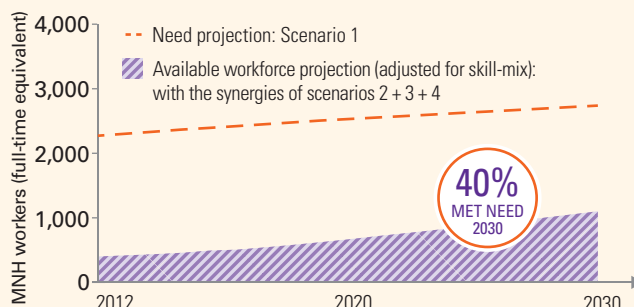 MNH workers (full-time equivalent)
4,000
3,000
2,000
1,000
0
Need projection: Scenario 1
Available workforce projection (adjusted for skill-mix):
with the synergies of scenarios 2 + 3 + 4
40%
MET NEED
2030
2012
2020
2030